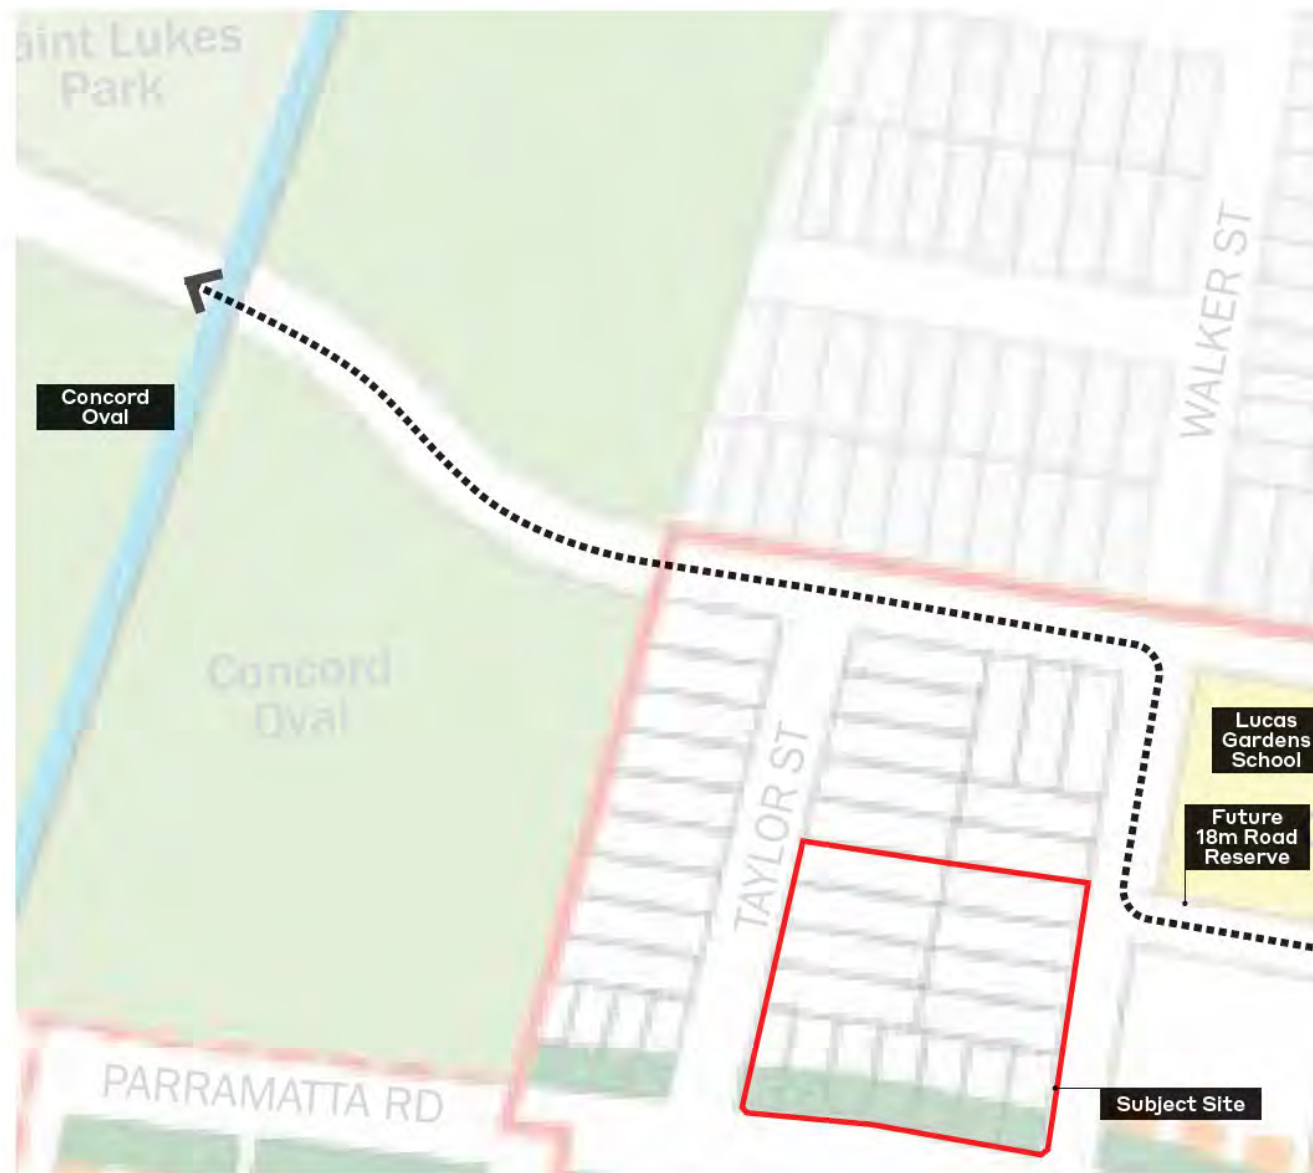 aint Lukes
Park
WALKER ST
Concord
Oval
Concord
Oval
Lucas
Gardens
School
TAYLOR ST
Future
18m Road
Reserve
PARRAMATTA RD
Subject Site